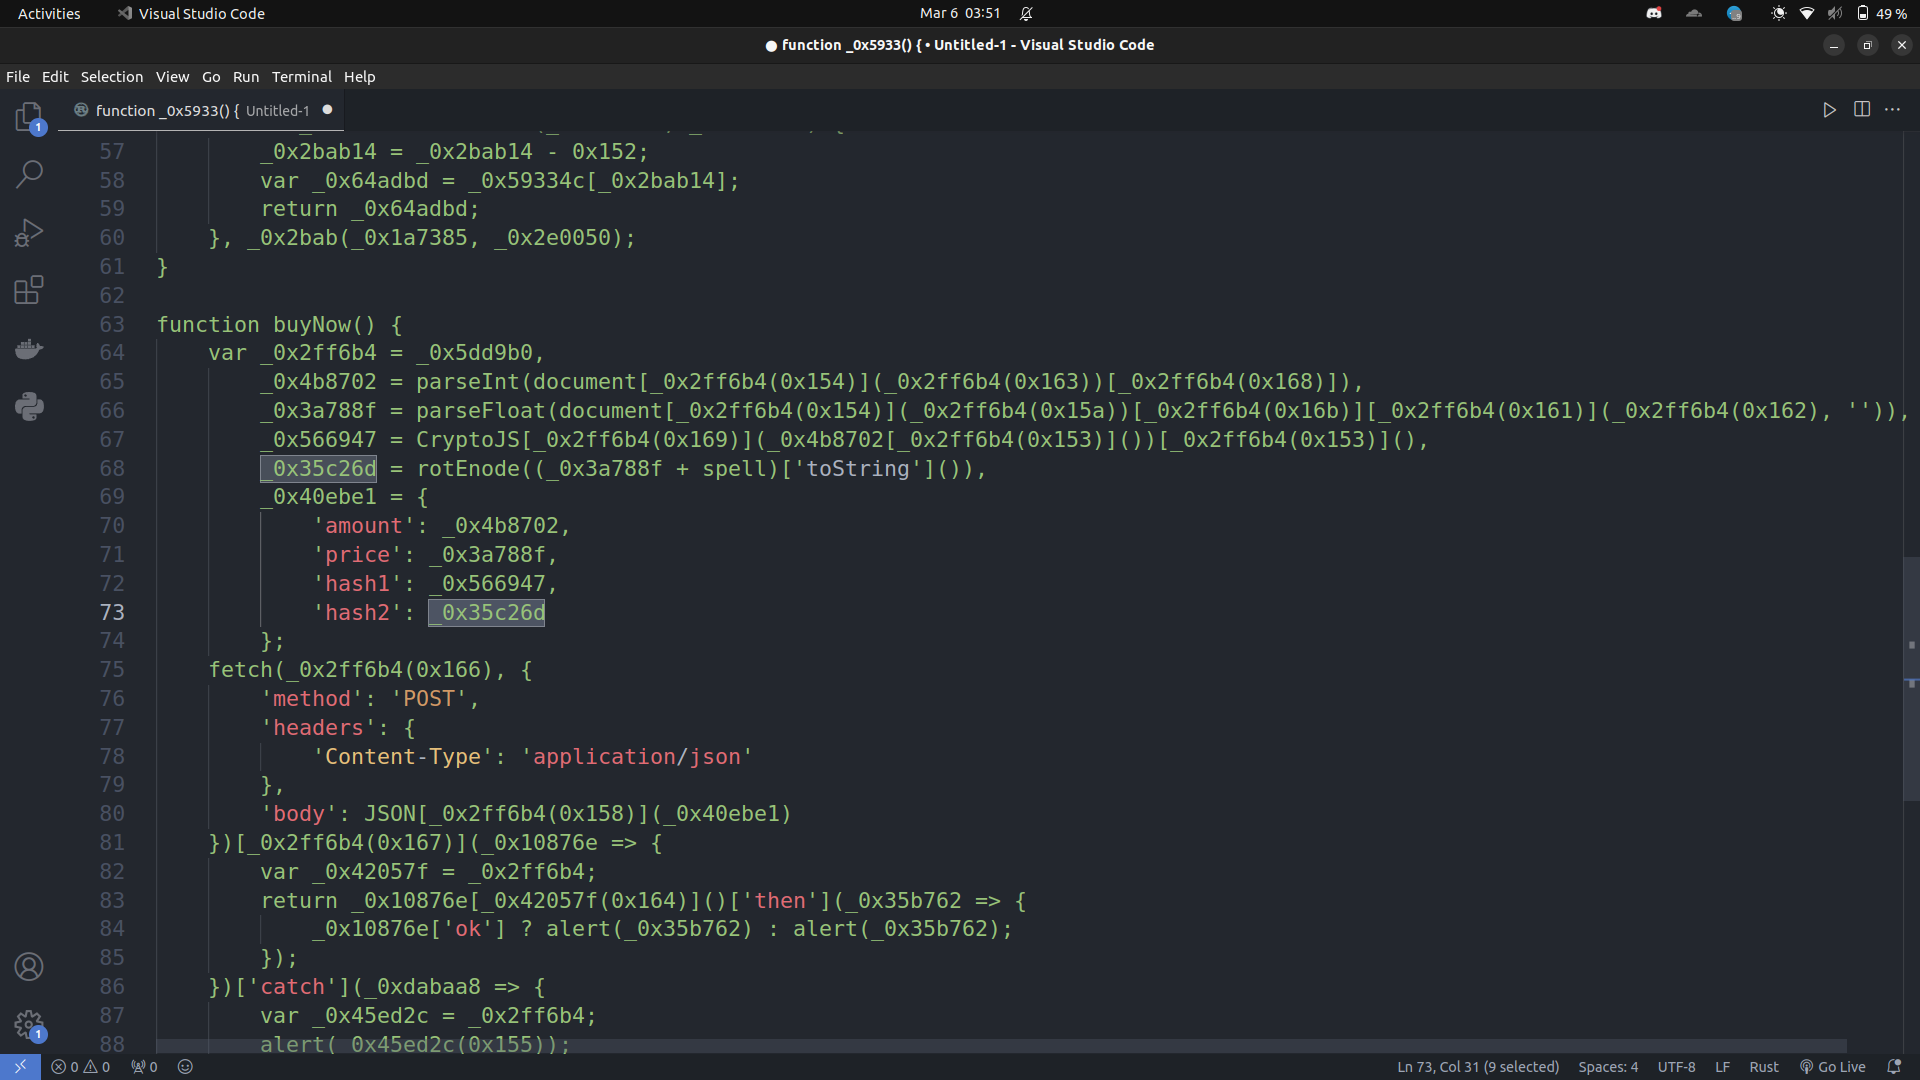 Activities Visual Studio Code Mar 6 03:51 49 %
● function _0x5933() { • Untitled-1 - Visual Studio Code
File Edit Selection View Go Run Terminal Help
function _0x5933() { Untitled-1 ●
57 _0x2bab14 = _0x2bab14 - 0x152;
58 var _0x64adbd = _0x59334c[_0x2bab14];
59 return _0x64adbd;
60 }, _0x2bab(_0x1a7385, _0x2e0050);
61 }
62
63 function buyNow() {
64 var _0x2ff6b4 = _0x5dd9b0,
65 _0x4b8702 = parseInt(document[_0x2ff6b4(0x154)](_0x2ff6b4(0x163))[_0x2ff6b4(0x168)]),
66 _0x3a788f = parseFloat(document[_0x2ff6b4(0x154)](_0x2ff6b4(0x15a))[_0x2ff6b4(0x16b)][_0x2ff6b4(0x161)](_0x2ff6b4(0x162), '')),
67 _0x566947 = CryptoJS[_0x2ff6b4(0x169)](_0x4b8702[_0x2ff6b4(0x153)]())[_0x2ff6b4(0x153)](),
68 _0x35c26d = rotEnode((_0x3a788f + spell)['toString']()),
69 _0x40ebe1 = {
70 'amount': _0x4b8702,
71 'price': _0x3a788f,
72 'hash1': _0x566947,
73 'hash2': _0x35c26d
74 };
75 fetch(_0x2ff6b4(0x166), {
76 'method': 'POST',
77 'headers': {
78 'Content-Type': 'application/json'
79 },
80 'body': JSON[_0x2ff6b4(0x158)](_0x40ebe1)
81 })[_0x2ff6b4(0x167)](_0x10876e => {
82 var _0x42057f = _0x2ff6b4;
83 return _0x10876e[_0x42057f(0x164)]()['then'](_0x35b762 => {
84 _0x10876e['ok'] ? alert(_0x35b762) : alert(_0x35b762);
85 });
86 })['catch'](_0xdabaa8 => {
87 var _0x45ed2c = _0x2ff6b4;
88 alert(_0x45ed2c(0x155));
1
1
0 0 0 Ln 73, Col 31 (9 selected) Spaces: 4 UTF-8 LF Rust Go Live